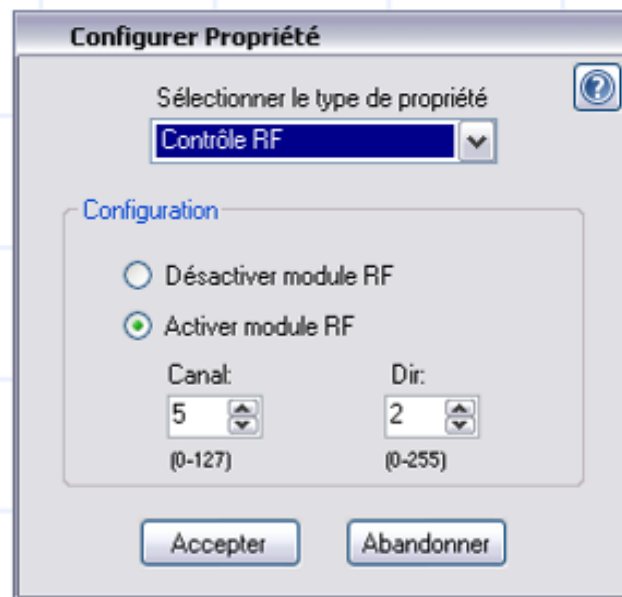 Configurer Propriété
?
Sélectionner le type de propriété
Contrôle RF
Configuration
Désactiver module RF
Activer module RF
Canal: Dir:
5 2
(0-127) (0-255)
Accepter Abandonner